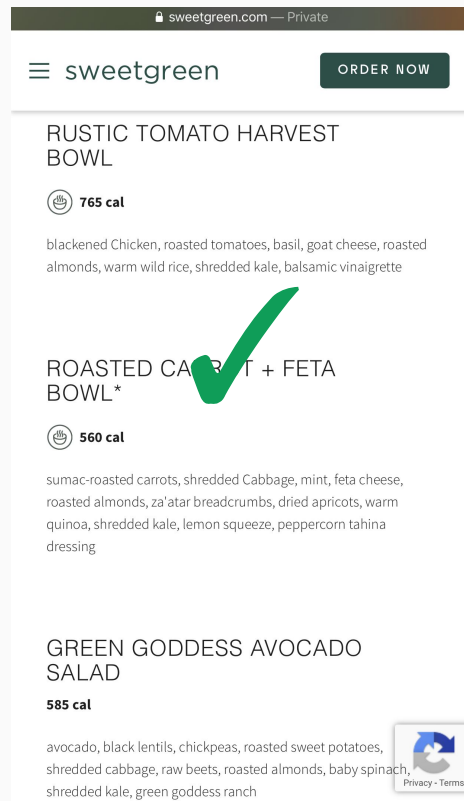 sweetgreen.com — Private
sweetgreen
ORDER NOW
RUSTIC TOMATO HARVEST
BOWL
765 cal
blackened Chicken, roasted tomatoes, basil, goat cheese, roasted
almonds, warm wild rice, shredded kale, balsamic vinaigrette
ROASTED CARROT + FETA
BOWL*
560 cal
sumac-roasted carrots, shredded Cabbage, mint, feta cheese,
roasted almonds, za'atar breadcrumbs, dried apricots, warm
quinoa, shredded kale, lemon squeeze, peppercorn tahina
dressing
GREEN GODDESS AVOCADO
SALAD
585 cal
avocado, black lentils, chickpeas, roasted sweet potatoes,
shredded cabbage, raw beets, roasted almonds, baby spinach,
shredded kale, green goddess ranch
Privacy - Terms